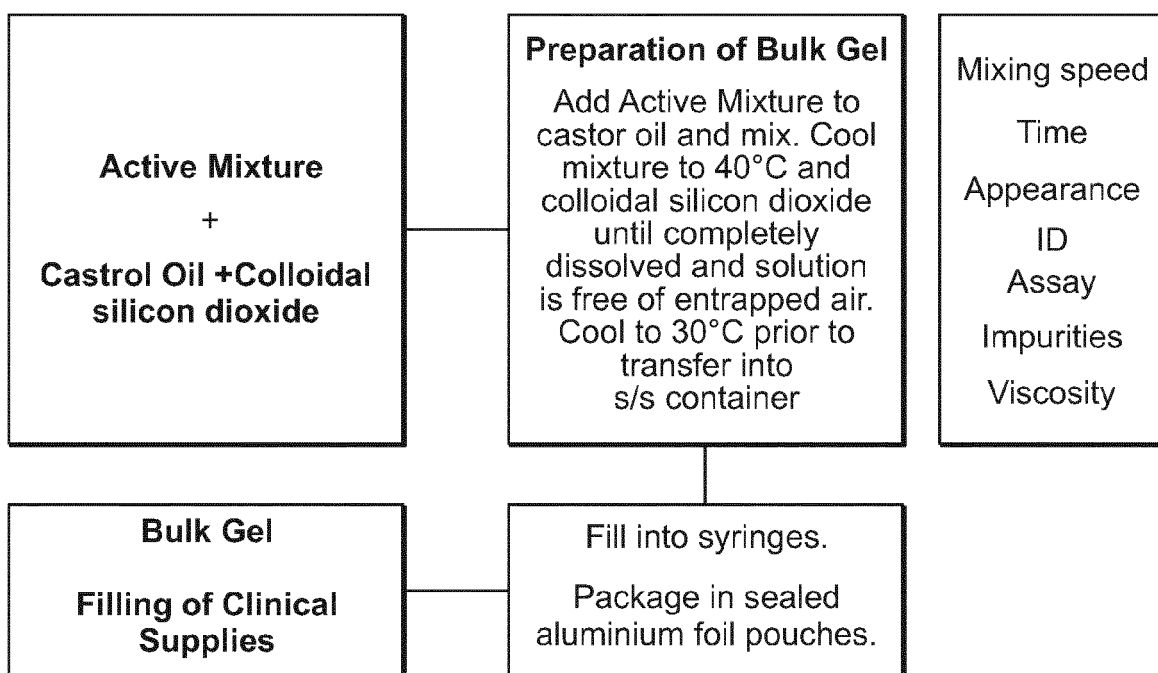 Active Mixture
+
Castrol Oil +Colloidal
silicon dioxide
Preparation of Bulk Gel
Add Active Mixture to
castor oil and mix. Cool
mixture to 40°C and
colloidal silicon dioxide
until completely
dissolved and solution
is free of entrapped air.
Cool to 30°C prior to
transfer into
s/s container
Mixing speed
Time
Appearance
ID
Assay
Impurities
Viscosity
Bulk Gel
Filling of Clinical
Supplies
Fill into syringes.
Package in sealed
aluminium foil pouches.